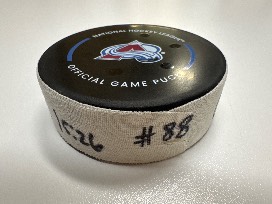 NATIONAL HOCKEY LEAGUE
OFFICIAL GAME PUCK
15:26 #88